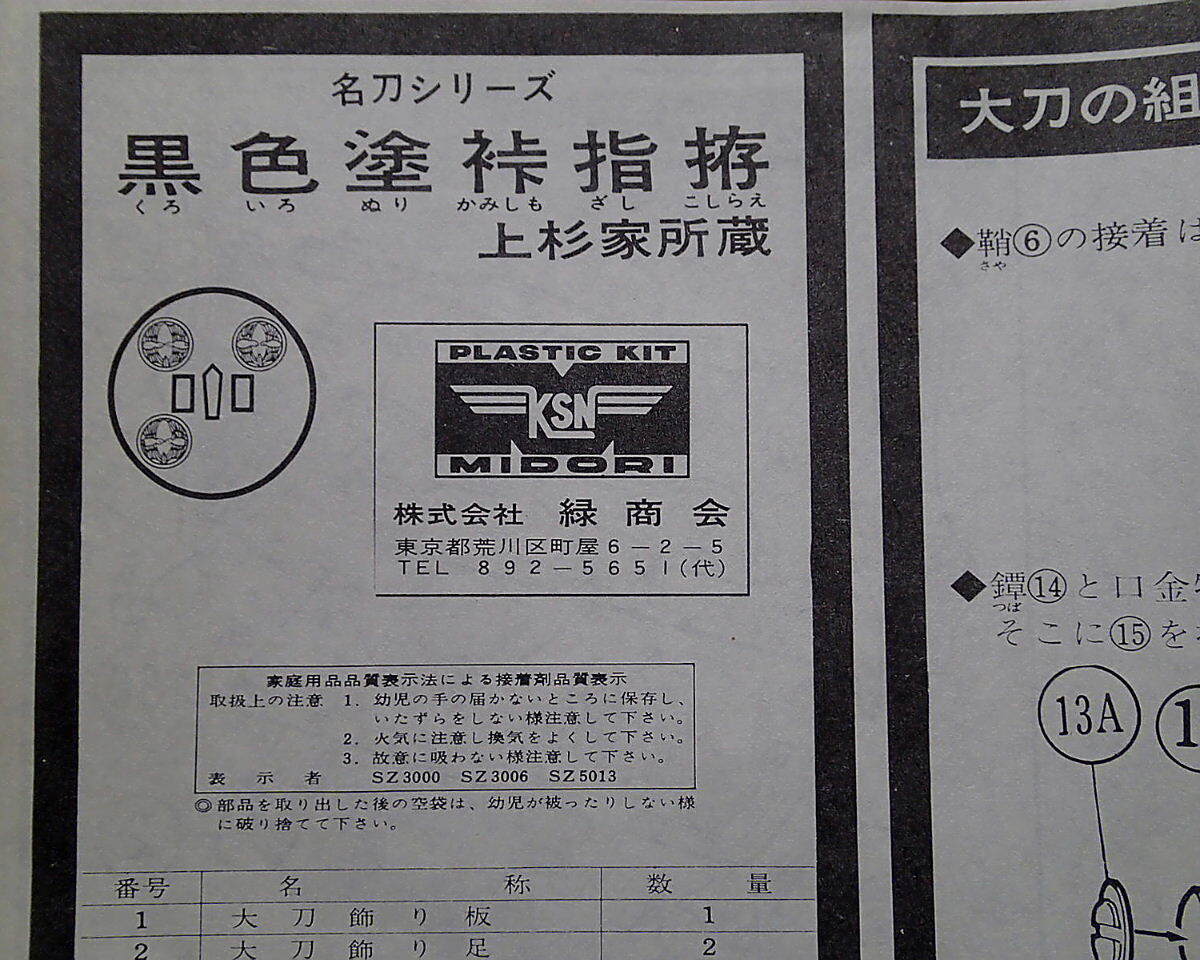 名刀シリーズ
黒色塗裃指拵
くろ いろ ぬり かみしも ざし こしらえ
上杉家所蔵
PLASTIC KIT
KSN
MIDORI
株式会社 緑商会
東京都荒川区町屋6-2-5
TEL 892-5651(代)
家庭用品品質表示法による接着剤品質表示
取扱上の注意 1. 幼児の手の届かないところに保存し、
いたずらをしない様注意して下さい。
2. 火気に注意し換気をよくして下さい。
3. 故意に吸わない様注意して下さい。
表示者 SZ3000 SZ3006 SZ5013
◎部品を取り出した後の空袋は、幼児が被ったりしない様
に破り捨てて下さい。
番号 名称 数量
1 大刀飾り板 1
2 大刀飾り足 2
大刀の組
◆鞘⑥の接着は
さや
◆鐔⑭と口金
つば
そこに⑮を
13A